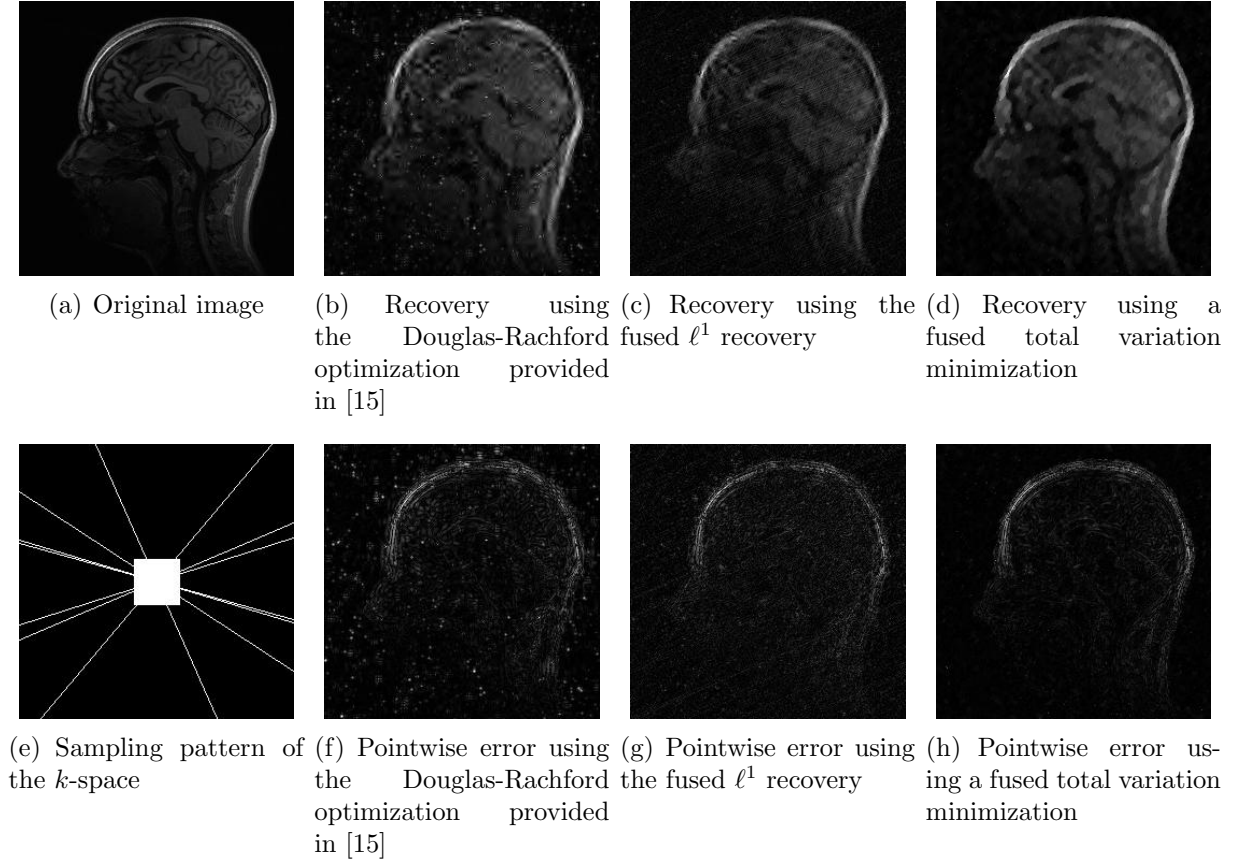 (a) Original image
(b) Recovery using
the Douglas-Rachford
optimization provided
in [15]
(c) Recovery using the
fused ℓ¹ recovery
(d) Recovery using a
fused total variation
minimization
(e) Sampling pattern of
the k-space
(f) Pointwise error using
the Douglas-Rachford
optimization provided
in [15]
(g) Pointwise error using
the fused ℓ¹ recovery
(h) Pointwise error us-
ing a fused total variation
minimization